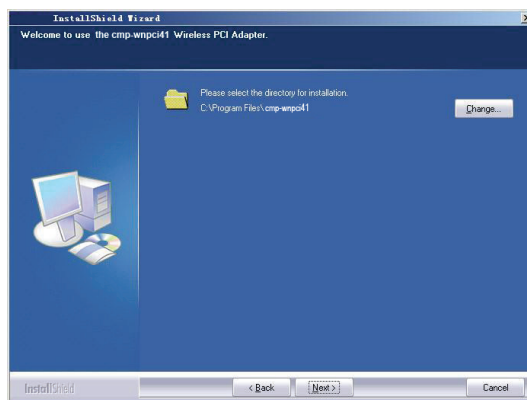 InstallShield Wizard
Welcome to use the cmp-wnpci41 Wireless PCI Adapter.
Please select the directory for installation.
C:\Program Files\cmp-wnpci41
Change...
InstallShield
< Back
Next >
Cancel